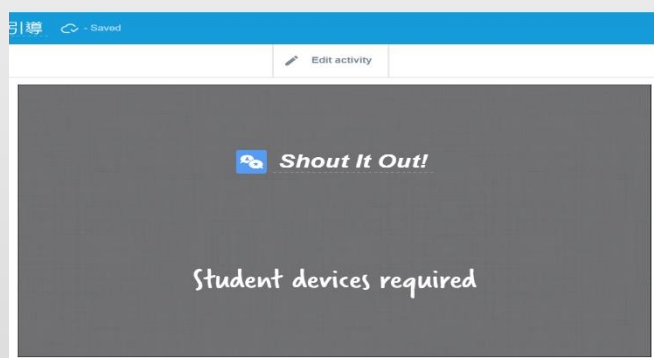 引導 - Saved
Edit activity
Shout It Out!
Student devices required